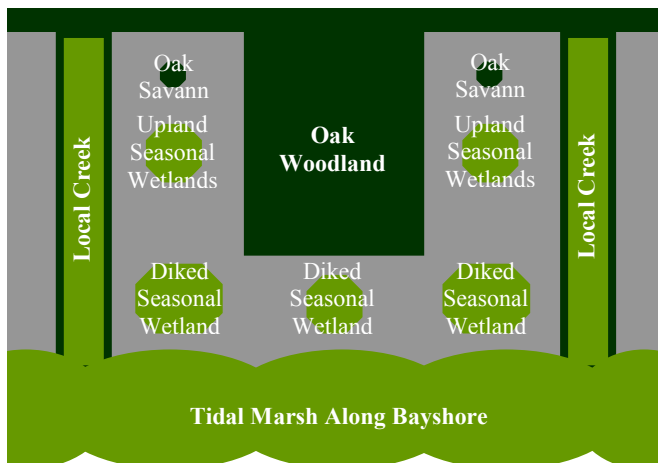 Oak
Savann
Upland
Seasonal
Wetlands
Oak
Woodland
Oak
Savann
Upland
Seasonal
Wetlands
Local Creek
Local Creek
Diked
Seasonal
Wetland
Diked
Seasonal
Wetland
Diked
Seasonal
Wetland
Tidal Marsh Along Bayshore